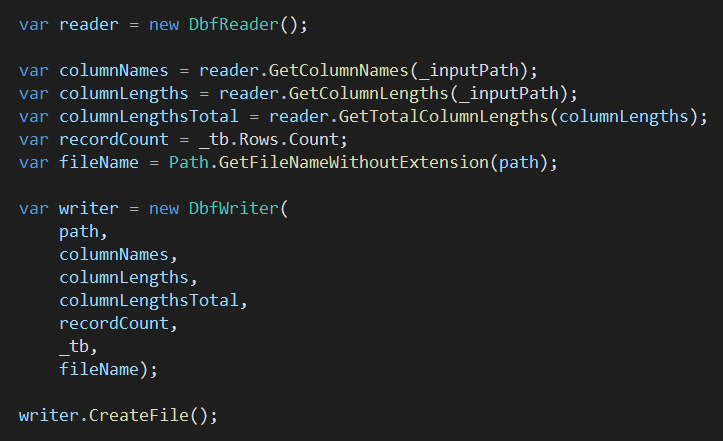 var reader = new DbfReader();
var columnNames = reader.GetColumnNames(_inputPath);
var columnLengths = reader.GetColumnLengths(_inputPath);
var columnLengthsTotal = reader.GetTotalColumnLengths(columnLengths);
var recordCount = _tb.Rows.Count;
var fileName = Path.GetFileNameWithoutExtension(path);
var writer = new DbfWriter(
path,
columnNames,
columnLengths,
columnLengthsTotal,
recordCount,
_tb,
fileName);
writer.CreateFile();